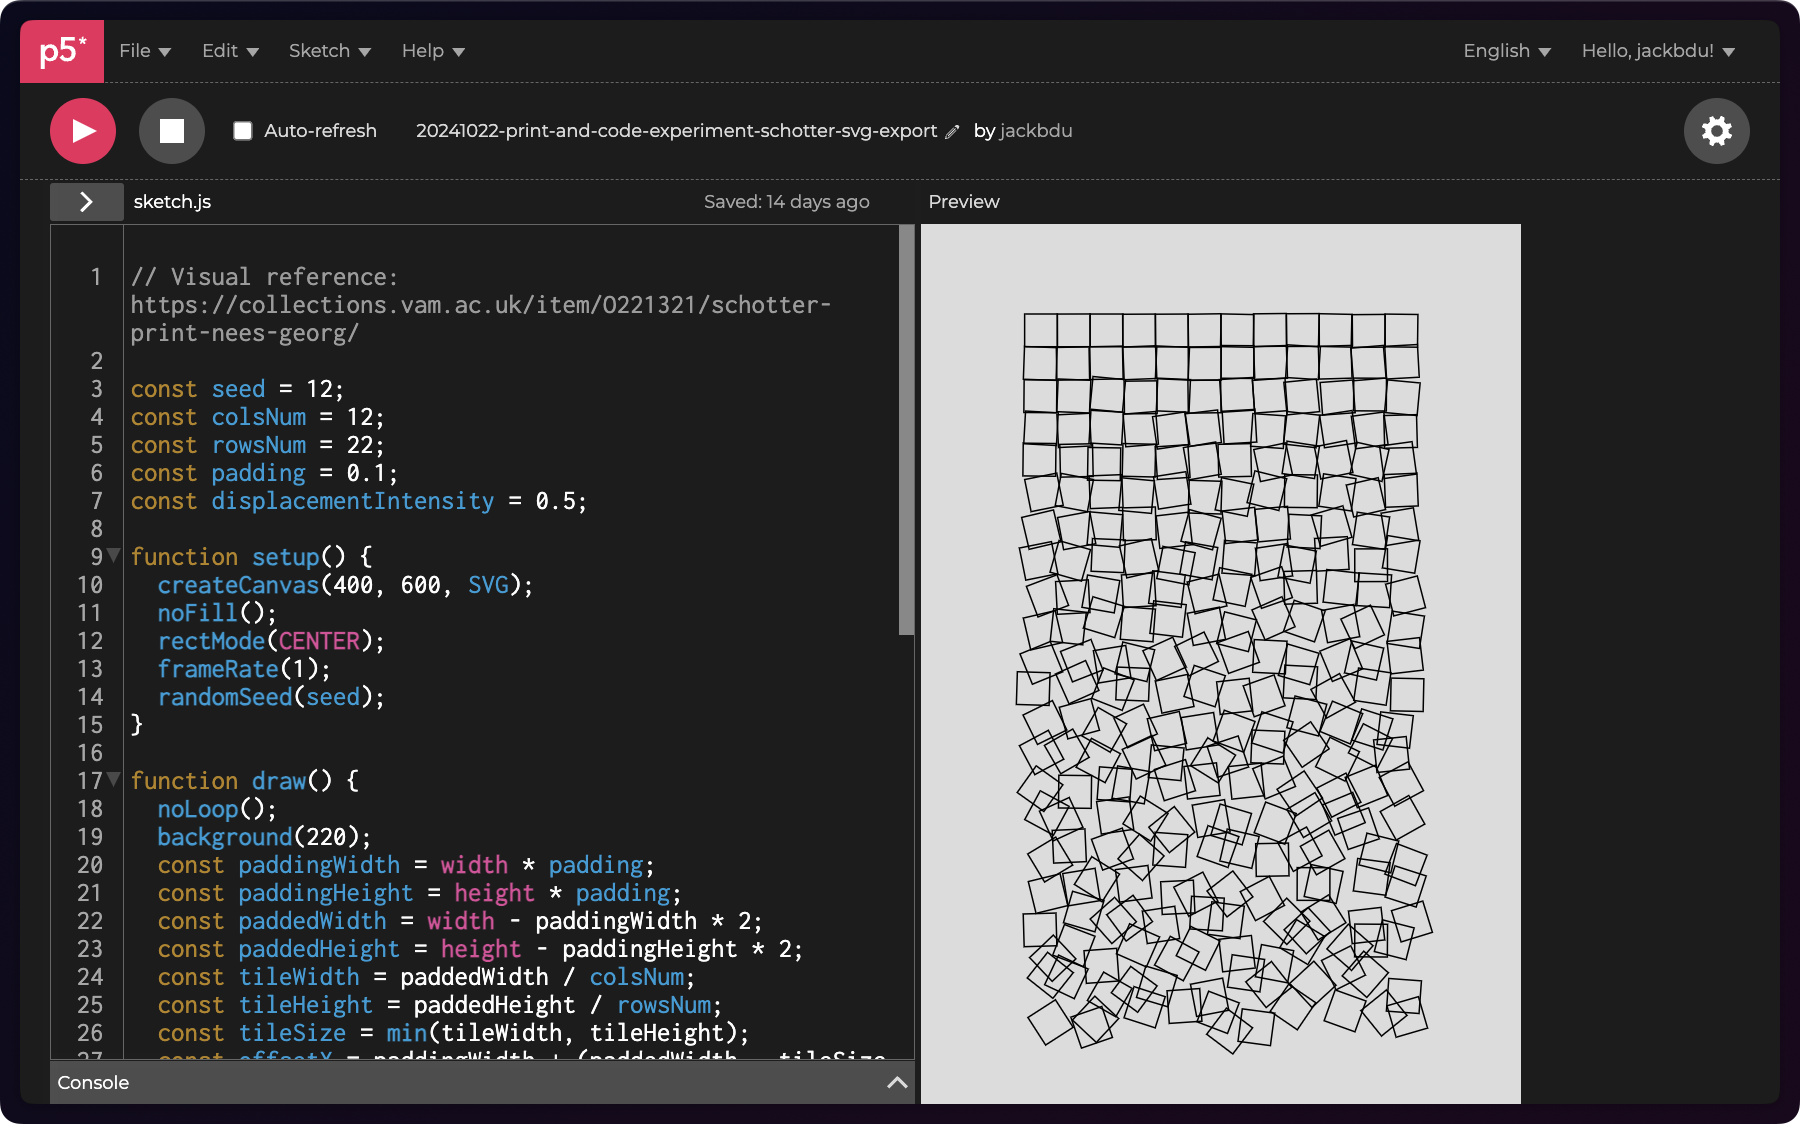 p5* File Edit Sketch Help English Hello, jackbdu!
Auto-refresh 20241022-print-and-code-experiment-schotter-svg-export by jackbdu
sketch.js Saved: 14 days ago Preview
1 // Visual reference:
https://collections.vam.ac.uk/item/O221321/schotter-
print-nees-georg/
2
3 const seed = 12;
4 const colsNum = 12;
5 const rowsNum = 22;
6 const padding = 0.1;
7 const displacementIntensity = 0.5;
8
9 function setup() {
10 createCanvas(400, 600, SVG);
11 noFill();
12 rectMode(CENTER);
13 frameRate(1);
14 randomSeed(seed);
15 }
16
17 function draw() {
18 noLoop();
19 background(220);
20 const paddingWidth = width * padding;
21 const paddingHeight = height * padding;
22 const paddedWidth = width - paddingWidth * 2;
23 const paddedHeight = height - paddingHeight * 2;
24 const tileWidth = paddedWidth / colsNum;
25 const tileHeight = paddedHeight / rowsNum;
26 const tileSize = min(tileWidth, tileHeight);
27 const offsetX = paddingWidth + (paddedWidth - tileSize
Console